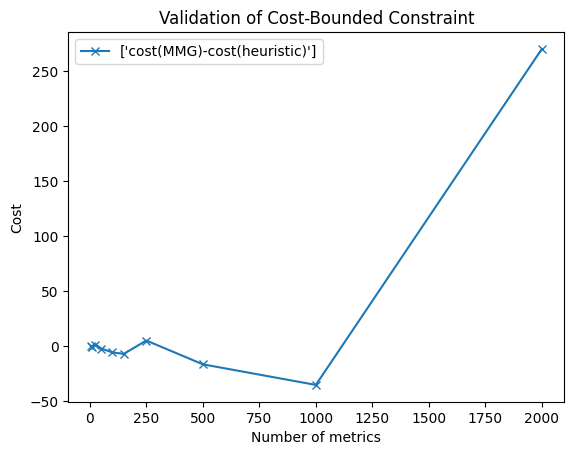 Validation of Cost-Bounded Constraint
['cost(MMG)-cost(heuristic)']
Cost
250
200
150
100
50
0
−50
0 250 500 750 1000 1250 1500 1750 2000
Number of metrics